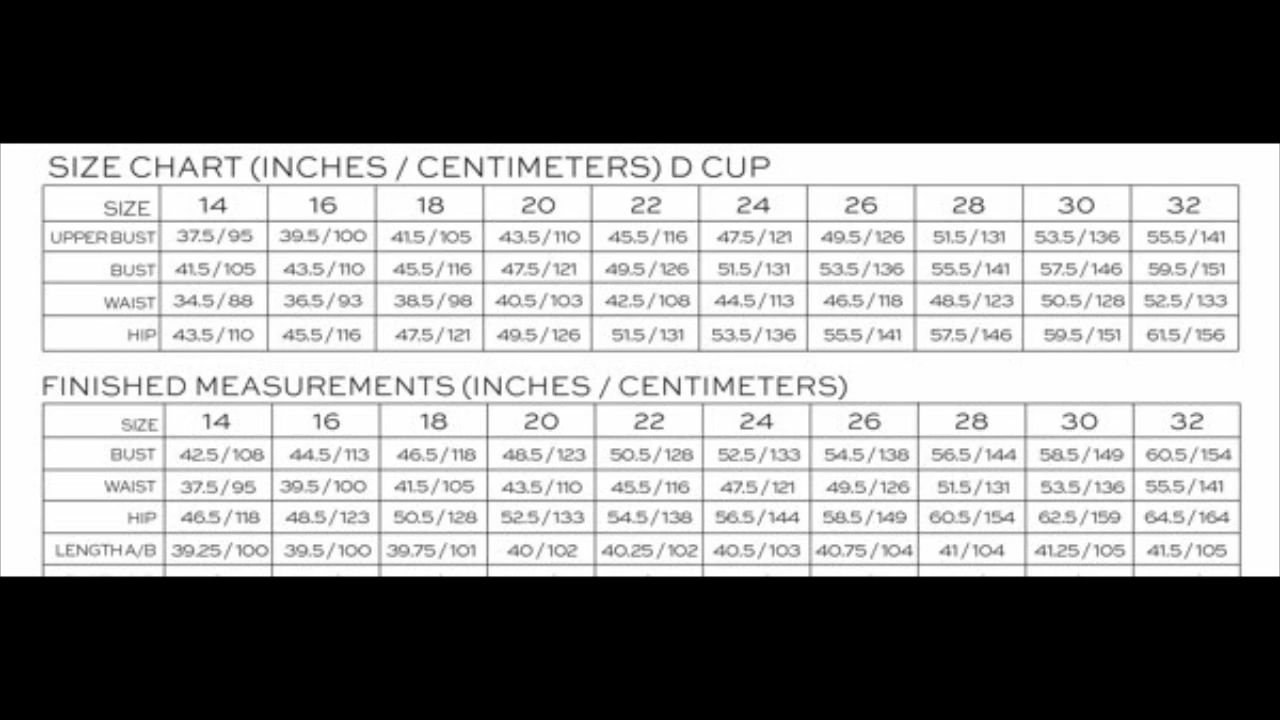 SIZE CHART (INCHES / CENTIMETERS) D CUP
SIZE 14 16 18 20 22 24 26 28 30 32
UPPER BUST 37.5/95 39.5/100 41.5/105 43.5/110 45.5/116 47.5/121 49.5/126 51.5/131 53.5/136 55.5/141
BUST 41.5/105 43.5/110 45.5/116 47.5/121 49.5/126 51.5/131 53.5/136 55.5/141 57.5/146 59.5/151
WAIST 34.5/88 36.5/93 38.5/98 40.5/103 42.5/108 44.5/113 46.5/118 48.5/123 50.5/128 52.5/133
HIP 43.5/110 45.5/116 47.5/121 49.5/126 51.5/131 53.5/136 55.5/141 57.5/146 59.5/151 61.5/156
FINISHED MEASUREMENTS (INCHES / CENTIMETERS)
SIZE 14 16 18 20 22 24 26 28 30 32
BUST 42.5/108 44.5/113 46.5/118 48.5/123 50.5/128 52.5/133 54.5/138 56.5/144 58.5/149 60.5/154
WAIST 37.5/95 39.5/100 41.5/105 43.5/110 45.5/116 47.5/121 49.5/126 51.5/131 53.5/136 55.5/141
HIP 46.5/118 48.5/123 50.5/128 52.5/133 54.5/138 56.5/144 58.5/149 60.5/154 62.5/159 64.5/164
LENGTH A/B 39.25/100 39.5/100 39.75/101 40/102 40.25/102 40.5/103 40.75/104 41/104 41.25/105 41.5/105